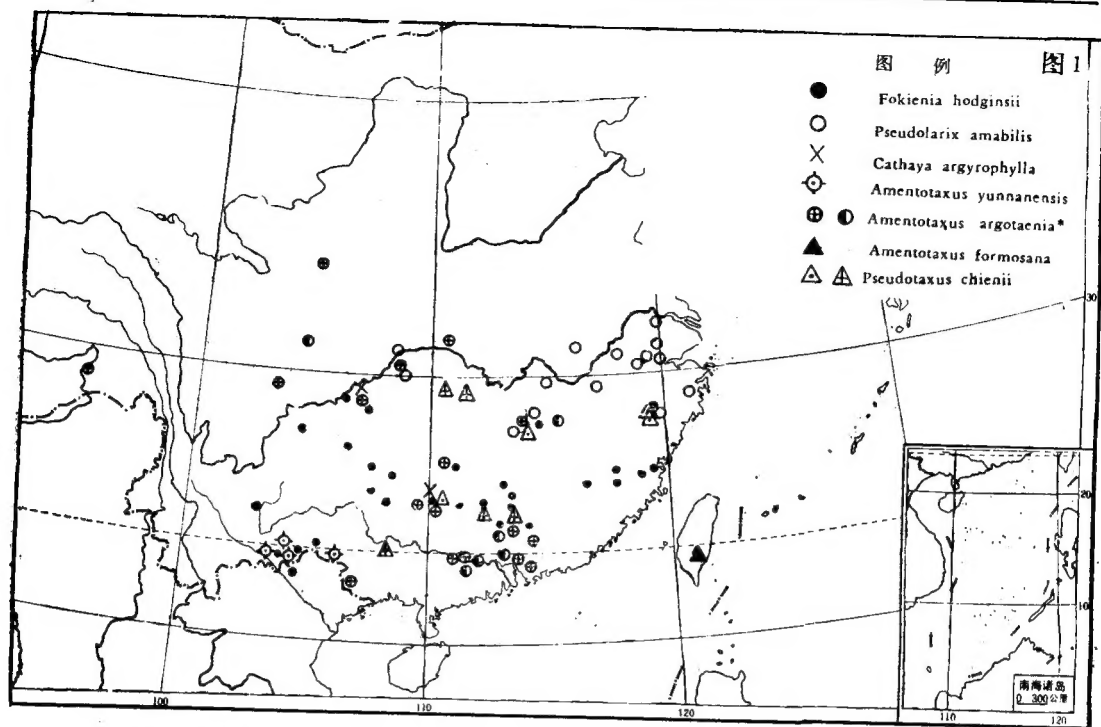 图 例 图1
Fokienia hodginsii
Pseudolarix amabilis
Cathaya argyrophylla
Amentotaxus yunnanensis
Amentotaxus argotaenia*
Amentotaxus formosana
Pseudotaxus chienii
30
20
10
南海诸岛
0 300公里
110 120
100 110 120